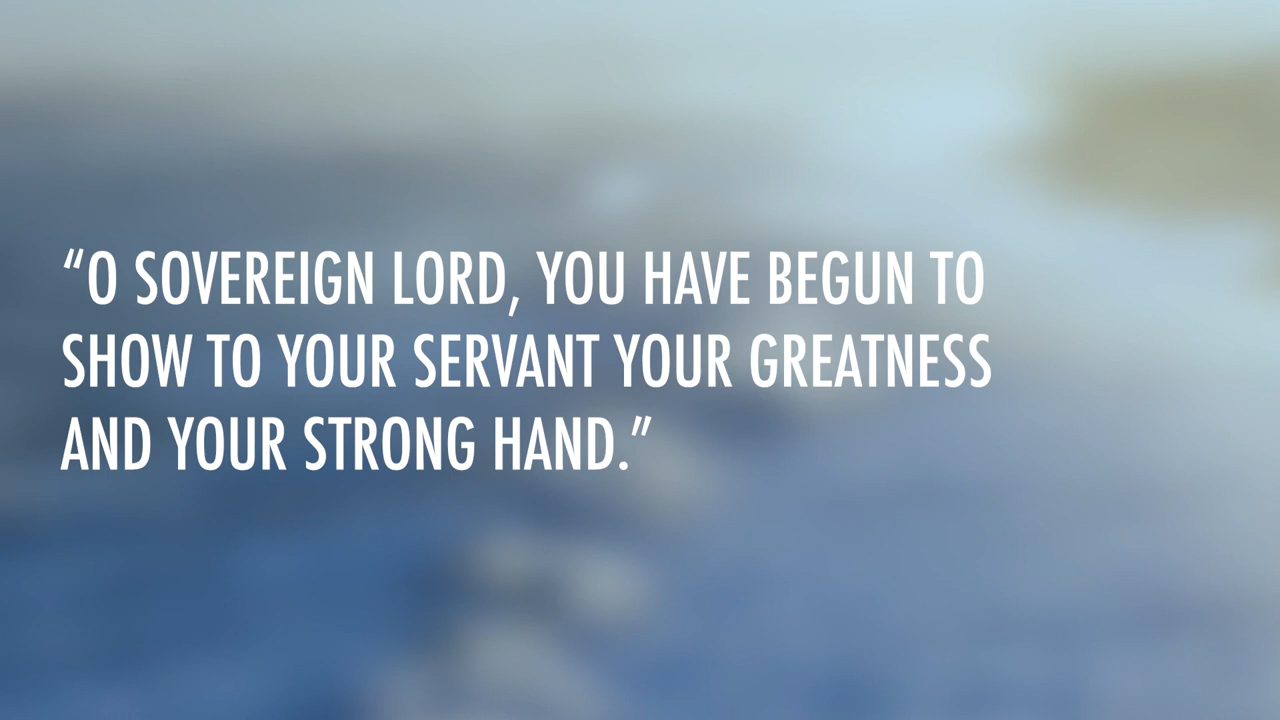 “O SOVEREIGN LORD, YOU HAVE BEGUN TO
SHOW TO YOUR SERVANT YOUR GREATNESS
AND YOUR STRONG HAND.”